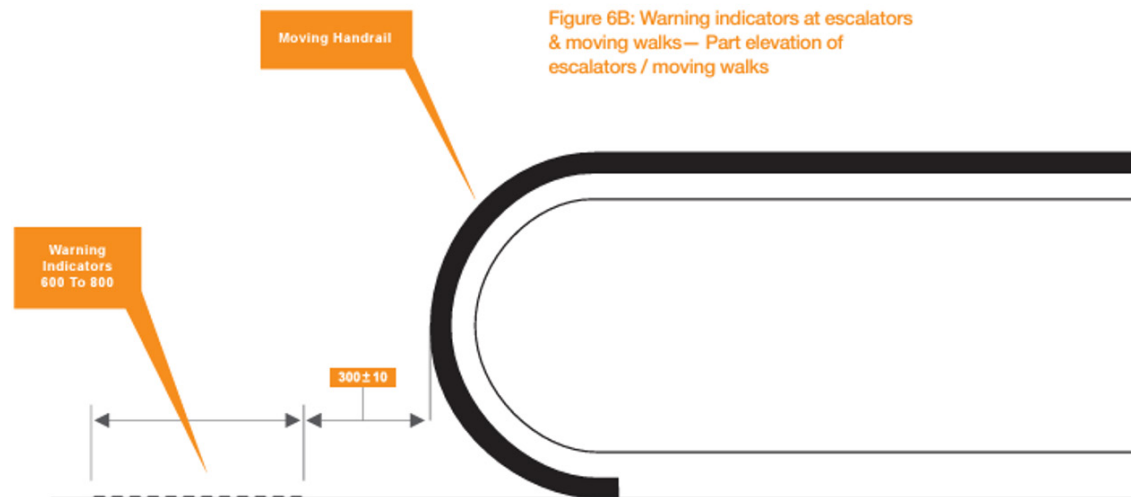 Moving Handrail
Figure 6B: Warning indicators at escalators
& moving walks— Part elevation of
escalators / moving walks
Warning
Indicators
600 To 800
300±10